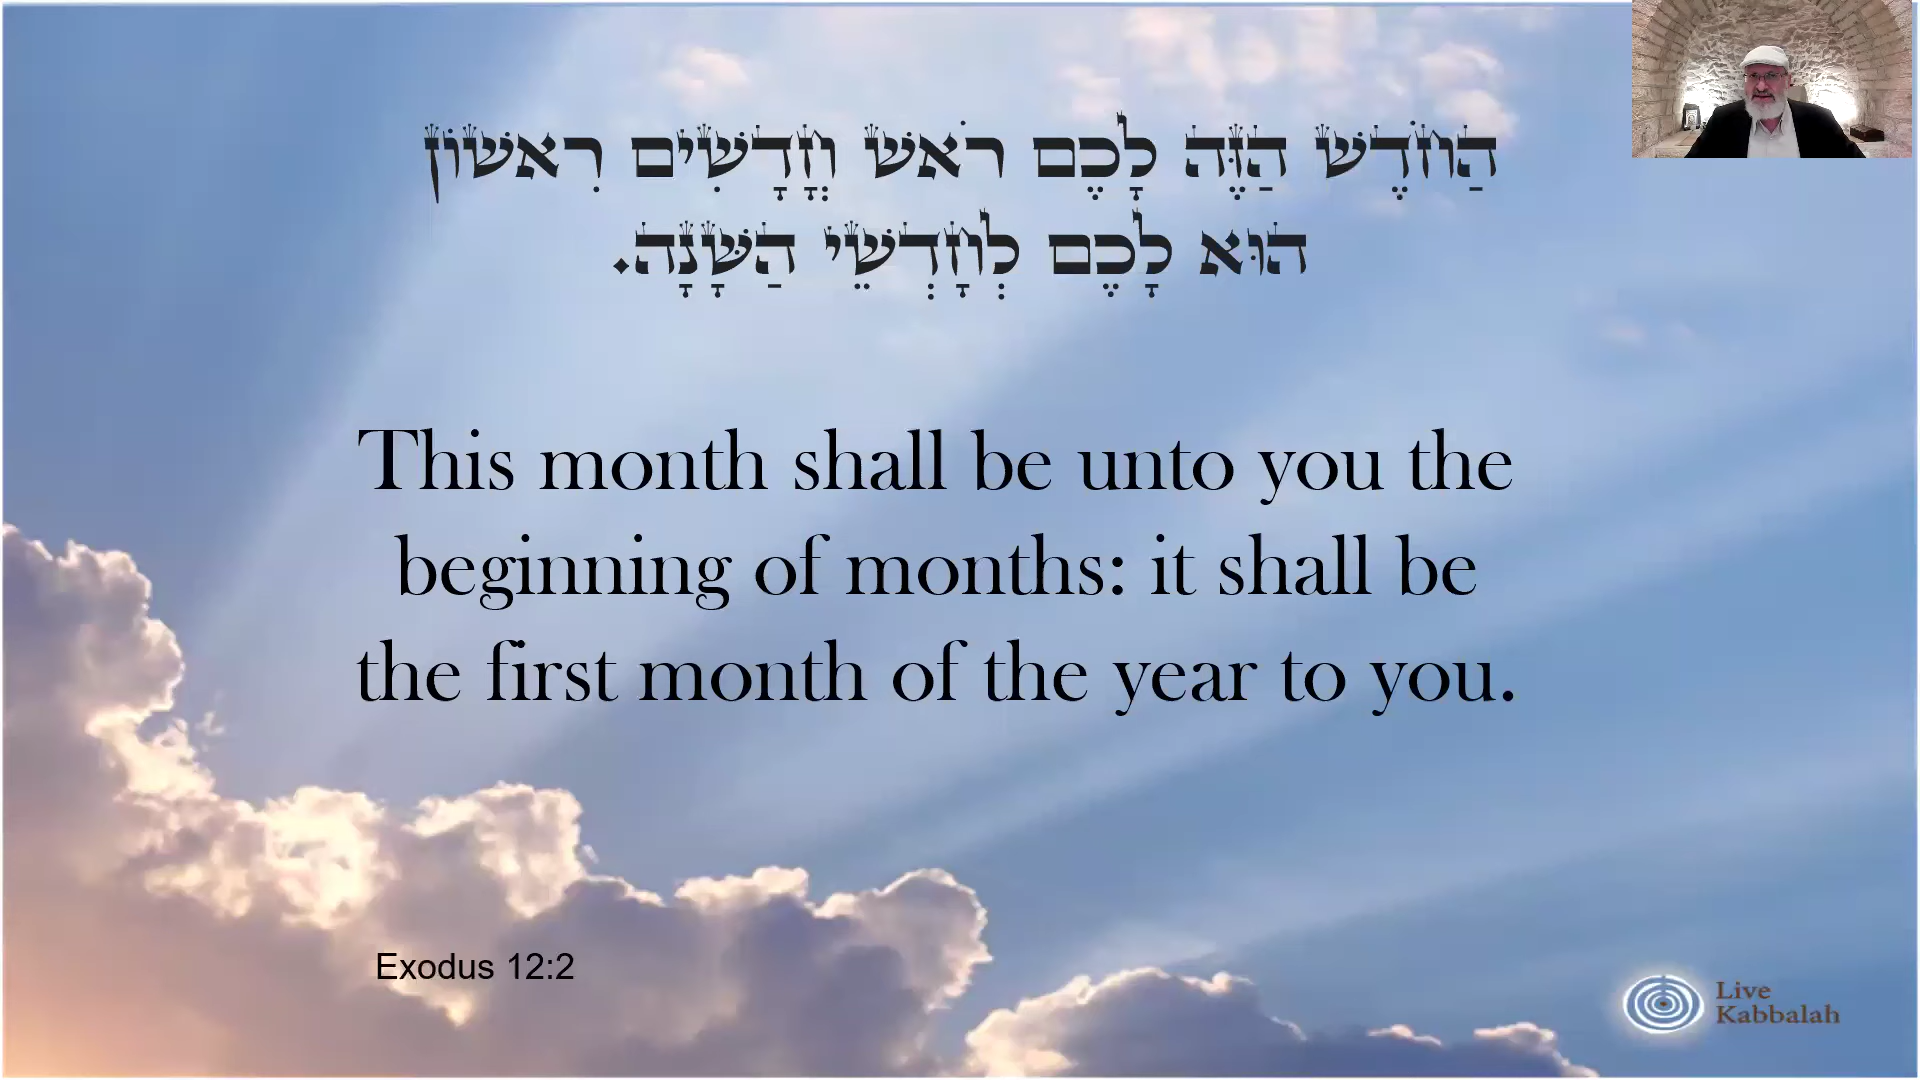 הַחֹדֶשׁ הַזֶּה לָכֶם רֹאשׁ חֳדָשִׁים רִאשׁוֹן
הוּא לָכֶם לְחָדְשֵׁי הַשָּׁנָה.
This month shall be unto you the
beginning of months: it shall be
the first month of the year to you.
Exodus 12:2
Live
Kabbalah